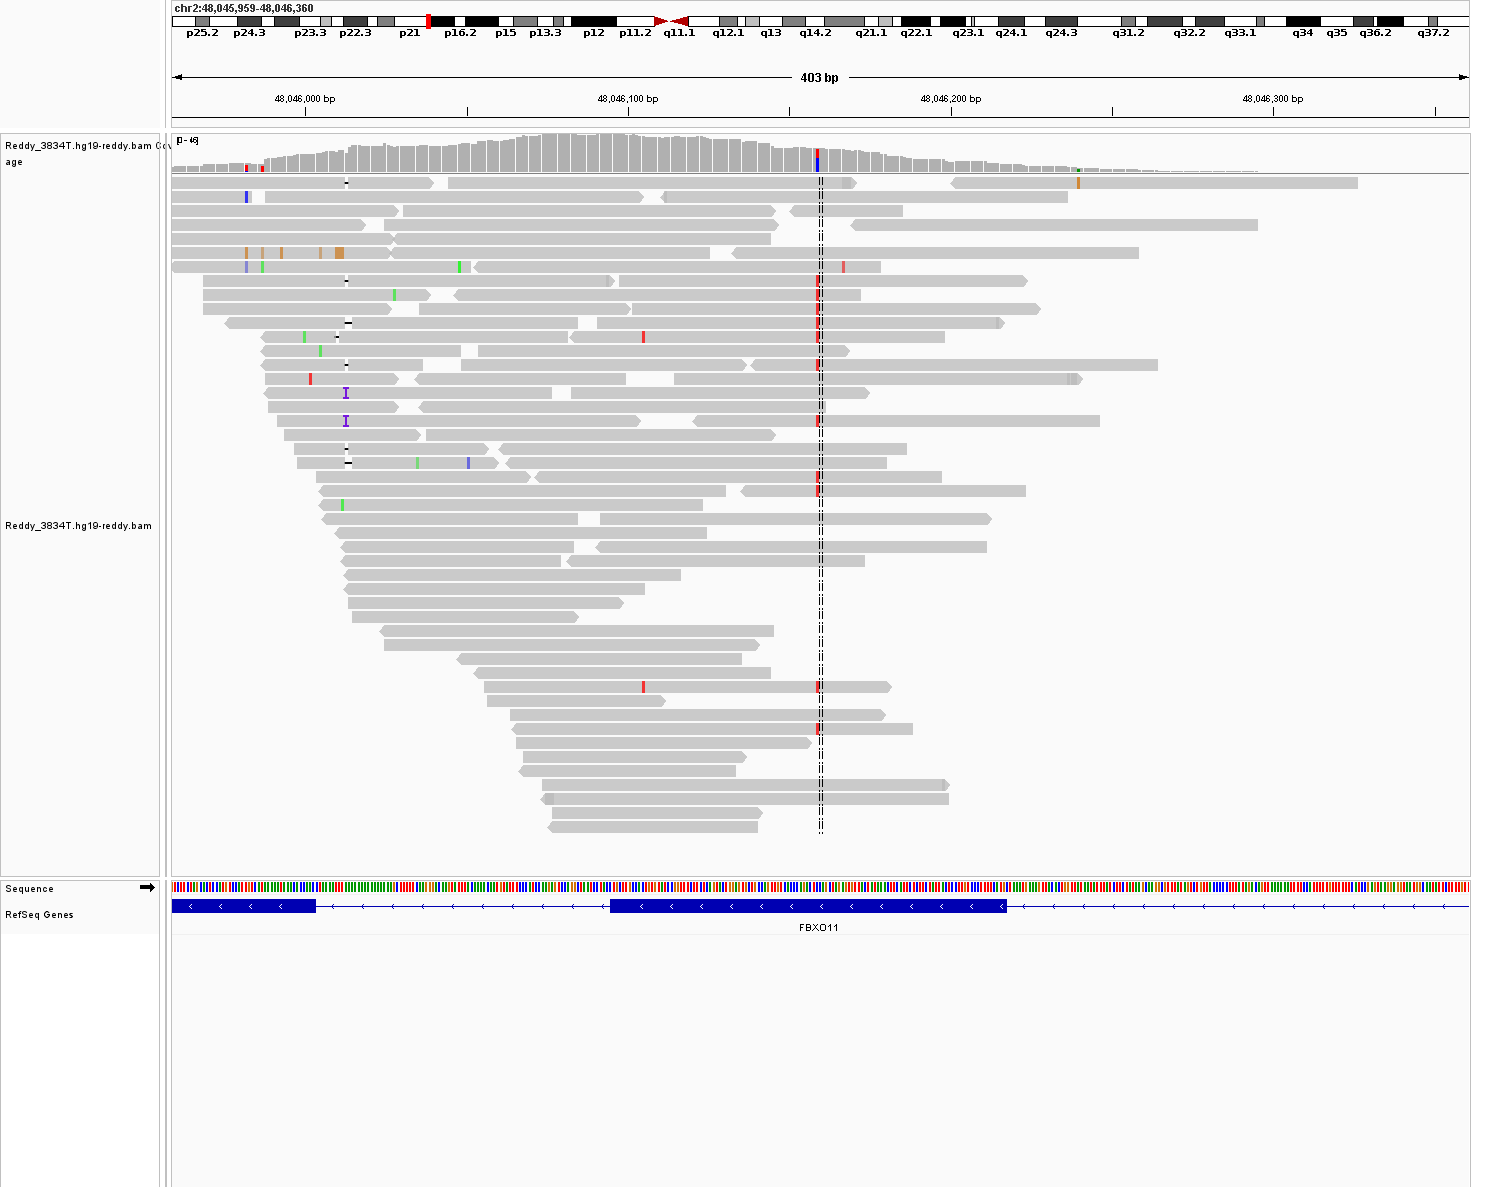 chr2:48,045,959-48,046,360
p25.2 p24.3 p23.3 p22.3 p21 p16.2 p15 p13.3 p12 p11.2 q11.1 q12.1 q13 q14.2 q21.1 q22.1 q23.1 q24.1 q24.3 q31.2 q32.2 q33.1 q34 q35 q36.2 q37.2
403 bp
48,046,000 bp 48,046,100 bp 48,046,200 bp 48,046,300 bp
Reddy_3834T.hg19-reddy.bam Cov
age
[0 - 46]
Reddy_3834T.hg19-reddy.bam
Sequence
RefSeq Genes
FBXO11